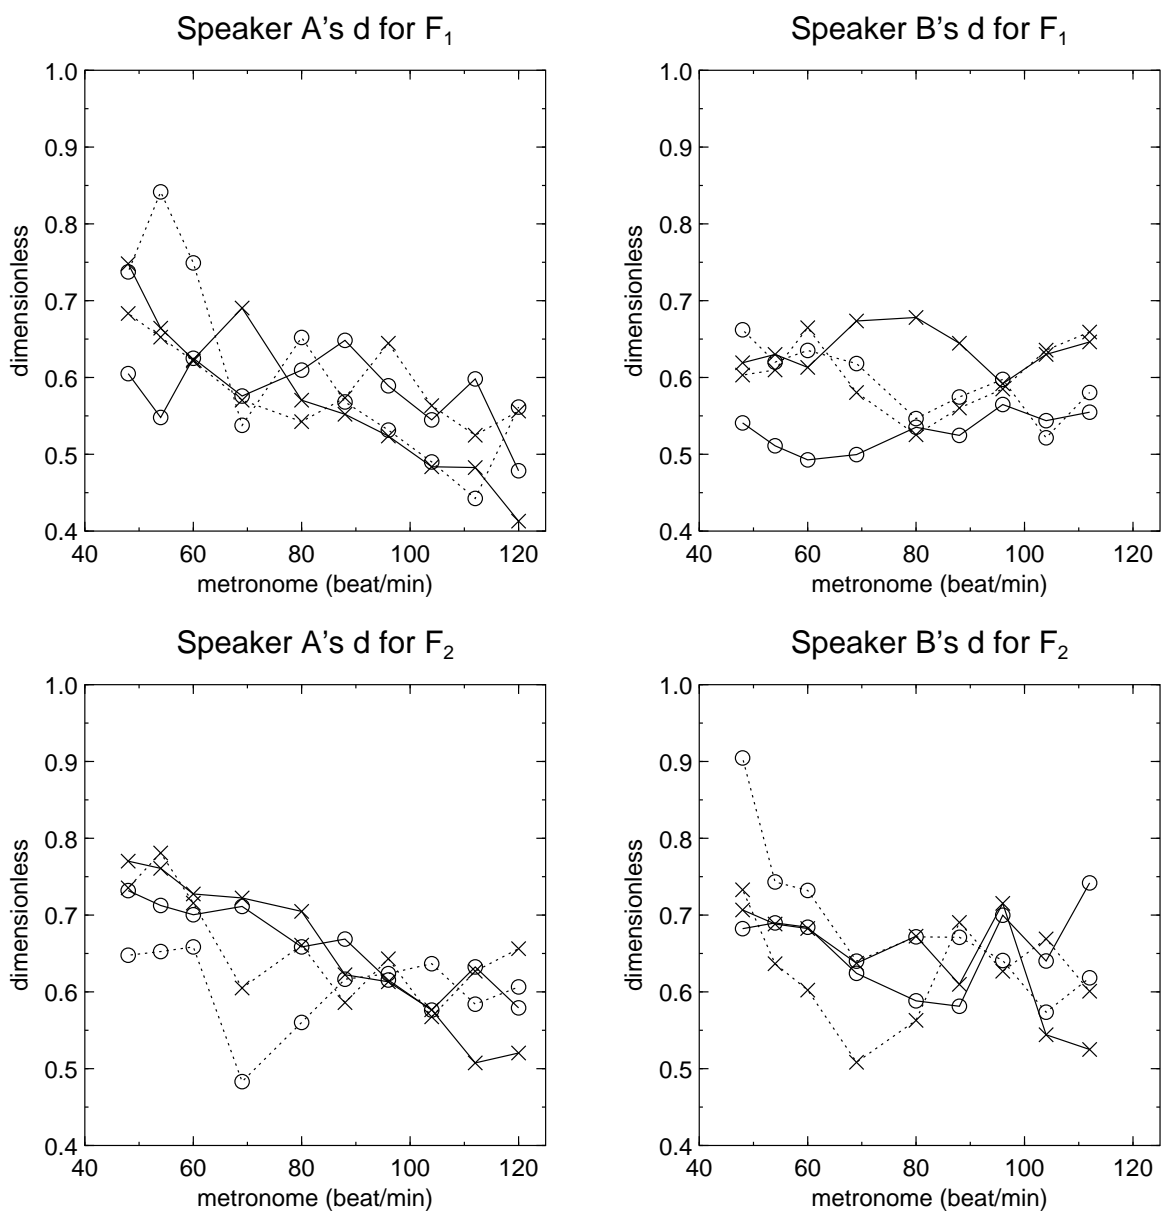 Speaker A’s d for F1
1.0
0.9
0.8
0.7
0.6
0.5
0.4
dimensionless
40 60 80 100 120
metronome (beat/min)
Speaker B’s d for F1
1.0
0.9
0.8
0.7
0.6
0.5
0.4
dimensionless
40 60 80 100 120
metronome (beat/min)
Speaker A’s d for F2
1.0
0.9
0.8
0.7
0.6
0.5
0.4
dimensionless
40 60 80 100 120
metronome (beat/min)
Speaker B’s d for F2
1.0
0.9
0.8
0.7
0.6
0.5
0.4
dimensionless
40 60 80 100 120
metronome (beat/min)